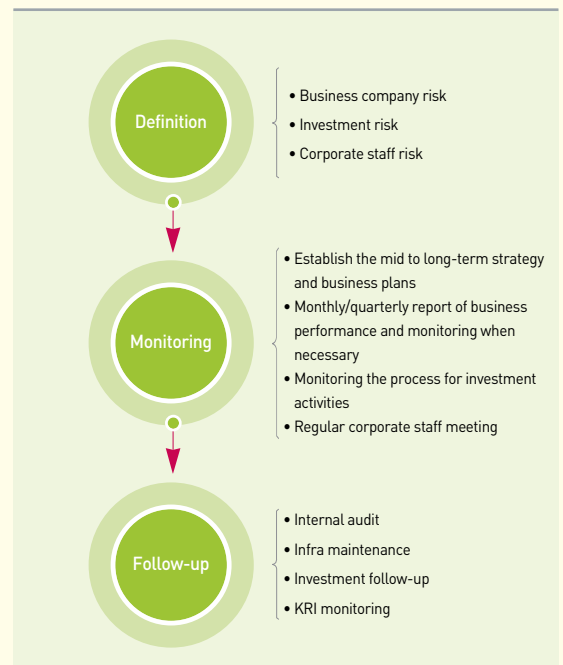 Definition
• Business company risk
• Investment risk
• Corporate staff risk
Monitoring
• Establish the mid to long-term strategy
and business plans
• Monthly/quarterly report of business
performance and monitoring when
necessary
• Monitoring the process for investment
activities
• Regular corporate staff meeting
Follow-up
• Internal audit
• Infra maintenance
• Investment follow-up
• KRI monitoring